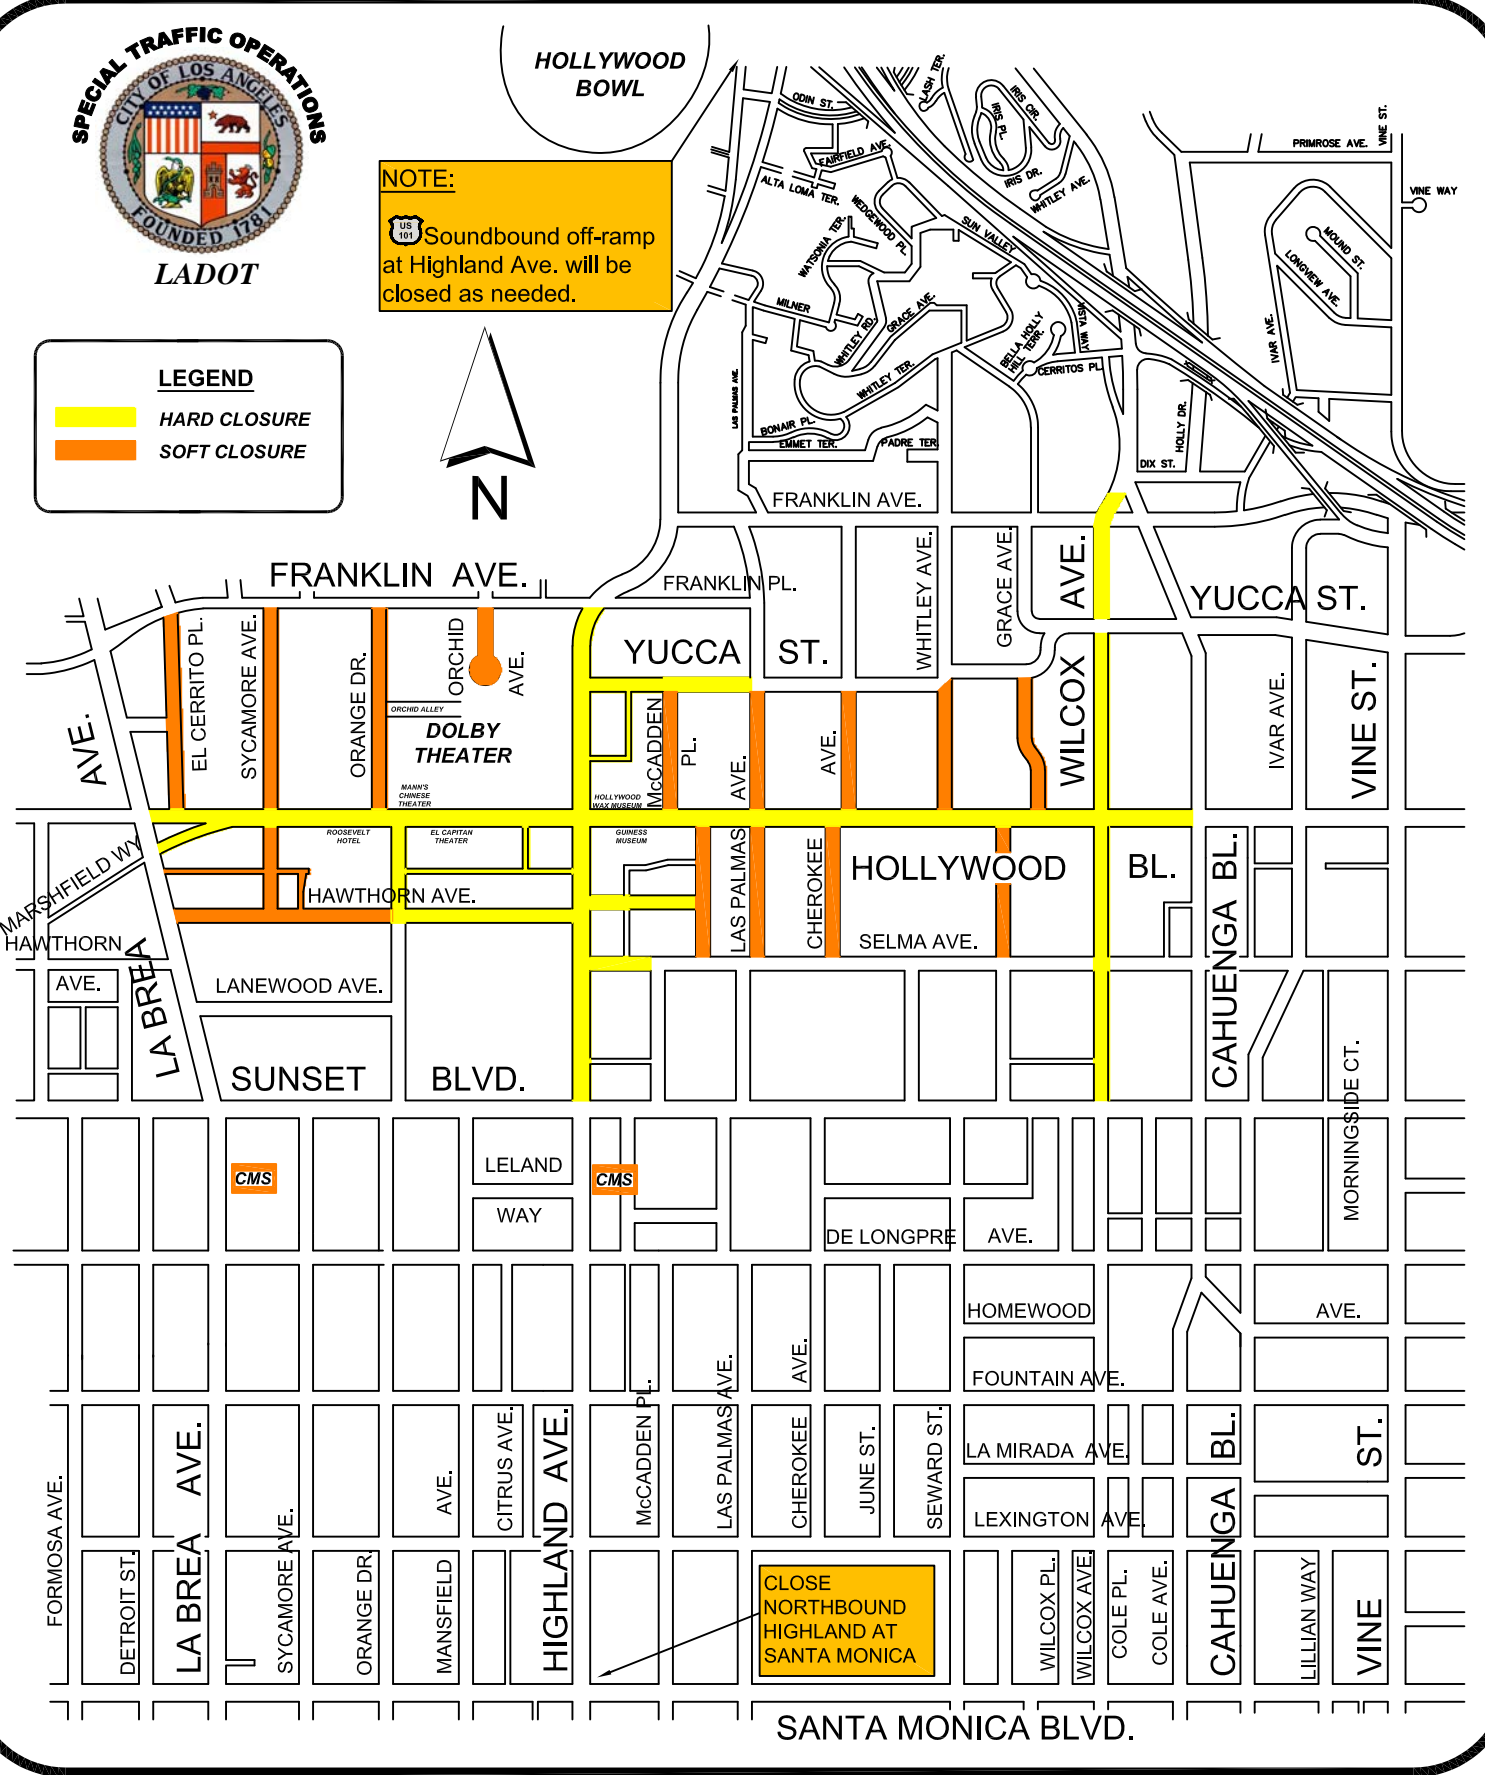 SPECIAL TRAFFIC OPERATIONS
CITY OF LOS ANGELES
FOUNDED 1781
LADOT
HOLLYWOOD
BOWL
NOTE:
US
101
Soundbound off-ramp
at Highland Ave. will be
closed as needed.
LEGEND
HARD CLOSURE
SOFT CLOSURE
N
ODIN ST.
LASH TER.
IRIS CIR.
IRIS PL.
IRIS DR.
WHITLEY AVE.
FAIRFIELD AVE.
ALTA LOMA TER.
WEDGEWOOD PL.
WATSONIA TER.
SUN VALLEY
MILNER
WHITLEY RD.
GRACE AVE.
WHITLEY TER.
BELLA HOLLY
HILL TERR.
VISTA WAY
CERRITOS PL.
LAS PALMAS AVE.
BONAIR PL.
EMMET TER.
PADRE TER.
HOLLY DR.
DIX ST.
PRIMROSE AVE.
VINE ST.
VINE WAY
MOUND ST.
LONGVIEW AVE.
IVAR AVE.
FRANKLIN AVE.
FRANKLIN AVE.
FRANKLIN PL.
WHITLEY AVE.
GRACE AVE.
WILCOX AVE.
YUCCA ST.
YUCCA ST.
EL CERRITO PL.
SYCAMORE AVE.
ORANGE DR.
ORCHID
AVE.
ORCHID ALLEY
DOLBY
THEATER
MANN'S
CHINESE
THEATER
HOLLYWOOD
WAX MUSEUM
McCADDEN
PL.
AVE.
AVE.
IVAR AVE.
VINE ST.
AVE.
ROOSEVELT
HOTEL
EL CAPITAN
THEATER
GUINESS
MUSEUM
LAS PALMAS
CHEROKEE
HOLLYWOOD BL.
MARSHFIELD WY
HAWTHORN AVE.
HAWTHORN
AVE.
SELMA AVE.
LA BREA
LANEWOOD AVE.
CAHUENGA BL.
SUNSET BLVD.
MORNINGSIDE CT.
CMS
CMS
LELAND
WAY
DE LONGPRE AVE.
HOMEWOOD AVE.
FOUNTAIN AVE.
LA MIRADA AVE.
LEXINGTON AVE.
FORMOSA AVE.
DETROIT ST.
LA BREA AVE.
SYCAMORE AVE.
ORANGE DR.
MANSFIELD AVE.
CITRUS AVE.
HIGHLAND AVE.
McCADDEN PL.
LAS PALMAS AVE.
CHEROKEE AVE.
JUNE ST.
SEWARD ST.
WILCOX PL.
WILCOX AVE.
COLE PL.
COLE AVE.
CAHUENGA BL.
LILLIAN WAY
VINE ST.
CLOSE
NORTHBOUND
HIGHLAND AT
SANTA MONICA
SANTA MONICA BLVD.